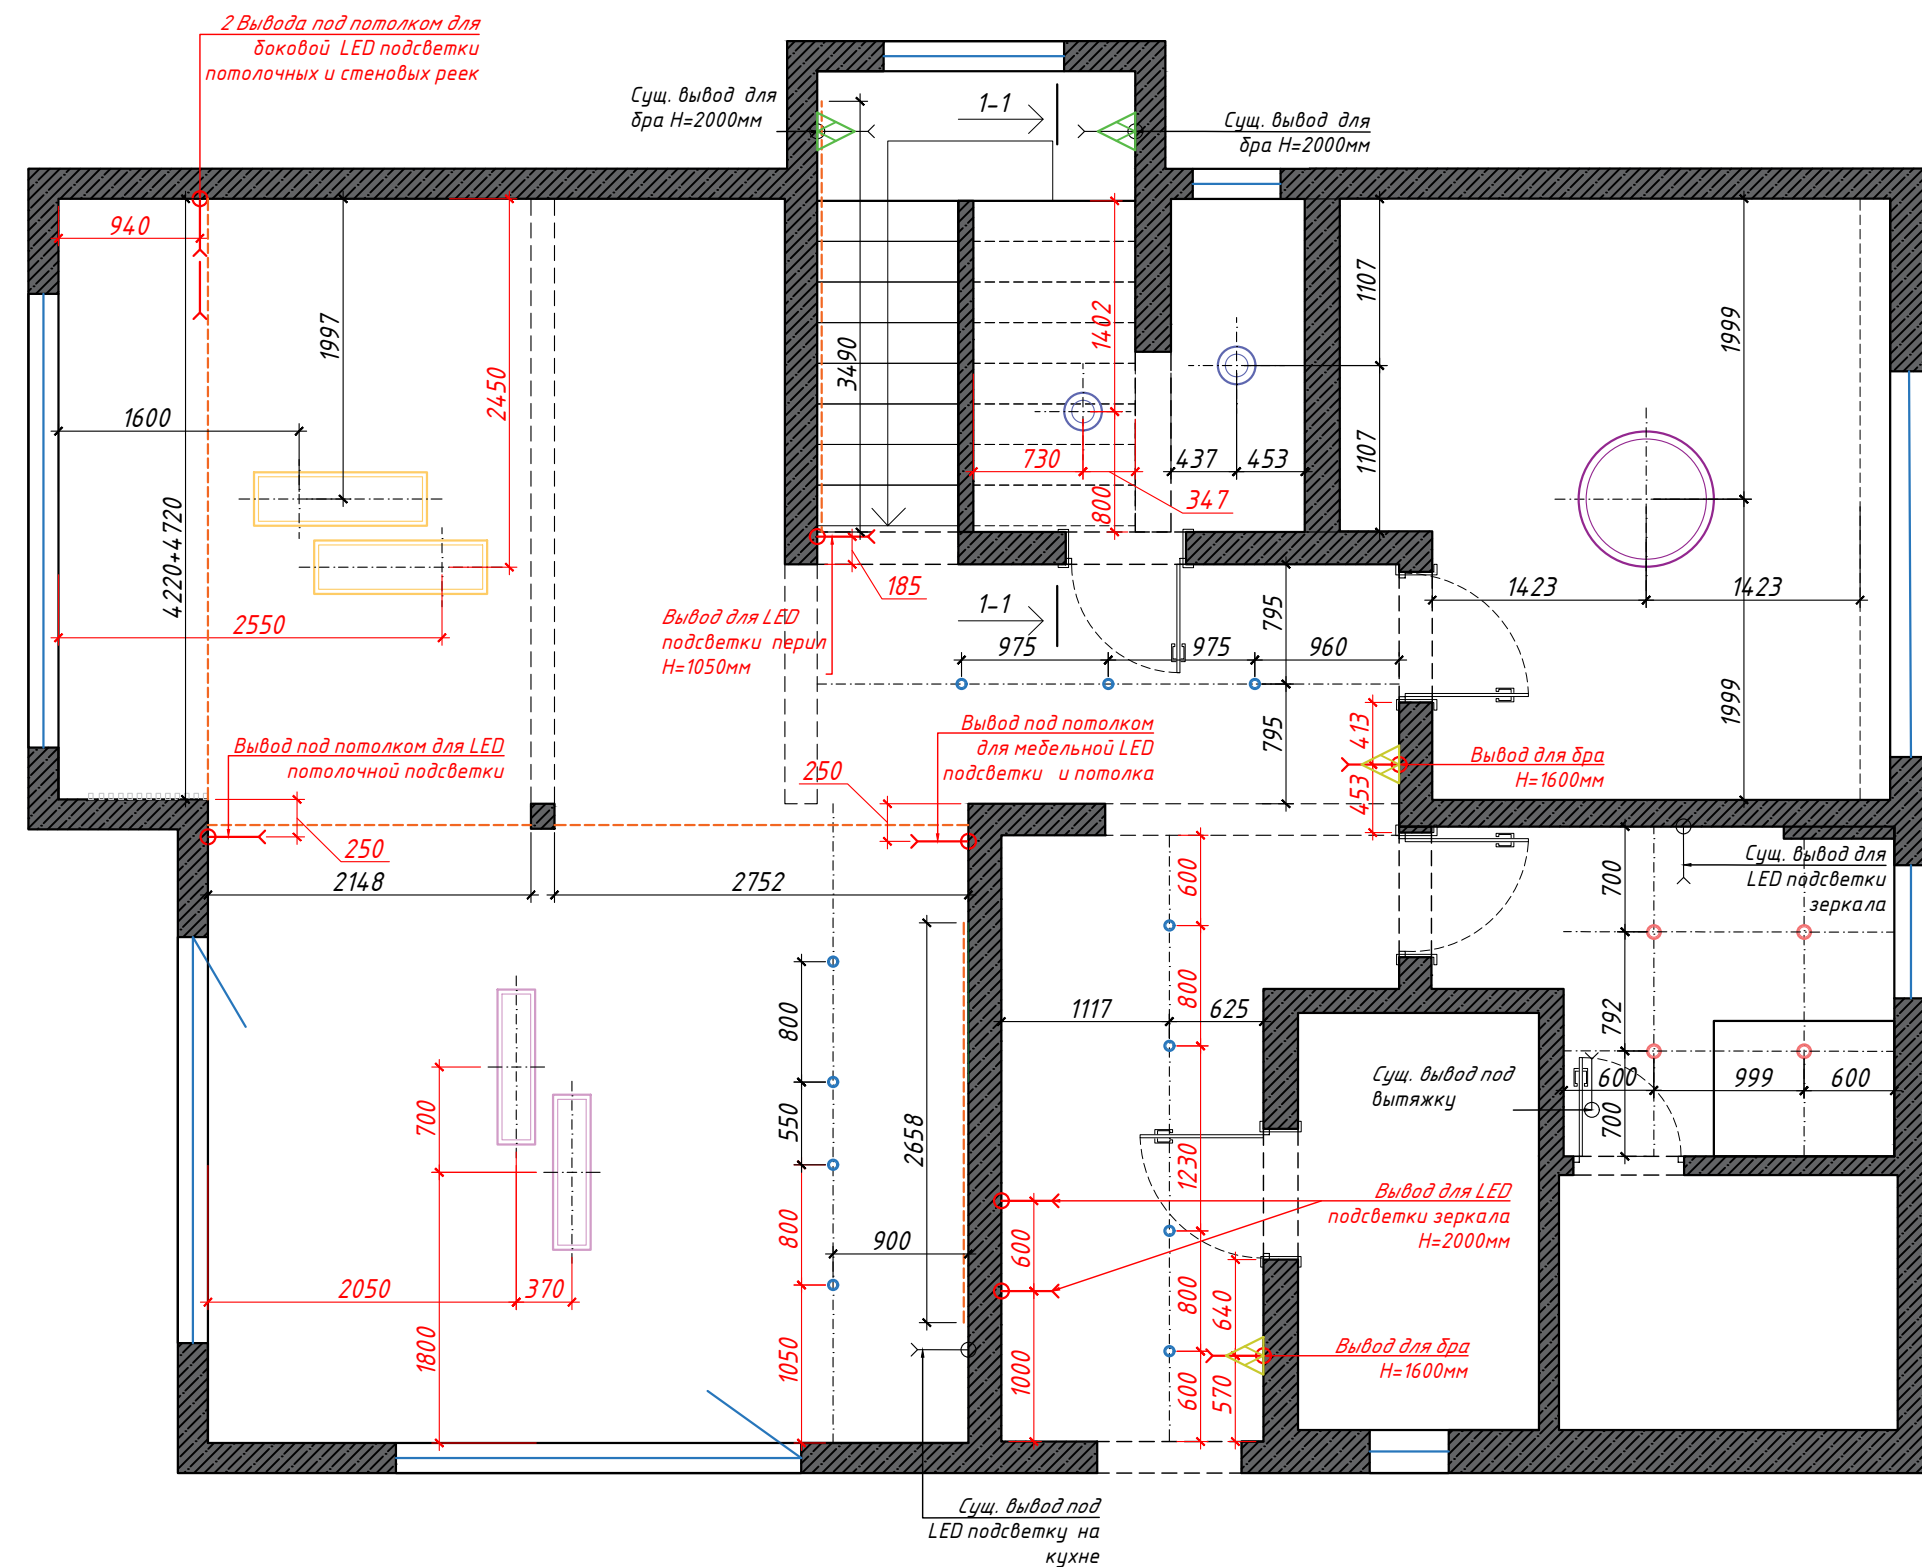 2 Вывода под потолком для
боковой LED подсветки
потолочных и стеновых реек
Сущ. вывод для
бра Н=2000мм
1-1
Сущ. вывод для
бра Н=2000мм
940
1997
2450
3490
1402
1107
1999
1600
4220+4720
730
437
453
1107
347
800
2550
185
1-1
Вывод для LED
подсветки перил
Н=1050мм
975
975
960
795
1423
1423
795
413
453
1999
Вывод под потолком для LED
потолочной подсветки
Вывод под потолком
для мебельной LED
подсветки и потолка
250
Вывод для бра
Н=1600мм
250
2148
2752
600
700
Сущ. вывод для
LED подсветки
зеркала
800
1117
625
800
792
Сущ. вывод под
вытяжку
600
999
600
700
700
550
2658
1230
Вывод для LED
подсветки зеркала
Н=2000мм
800
900
600
2050
370
800
640
1800
1050
1000
600
570
Вывод для бра
Н=1600мм
Сущ. вывод под
LED подсветку на
кухне